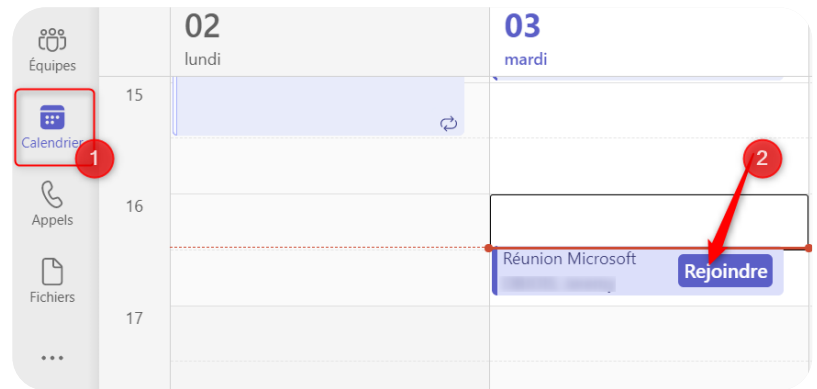 02
lundi
03
mardi
Équipes
Calendrier
1
Appels
Fichiers
...
15
16
17
2
Réunion Microsoft
Rejoindre